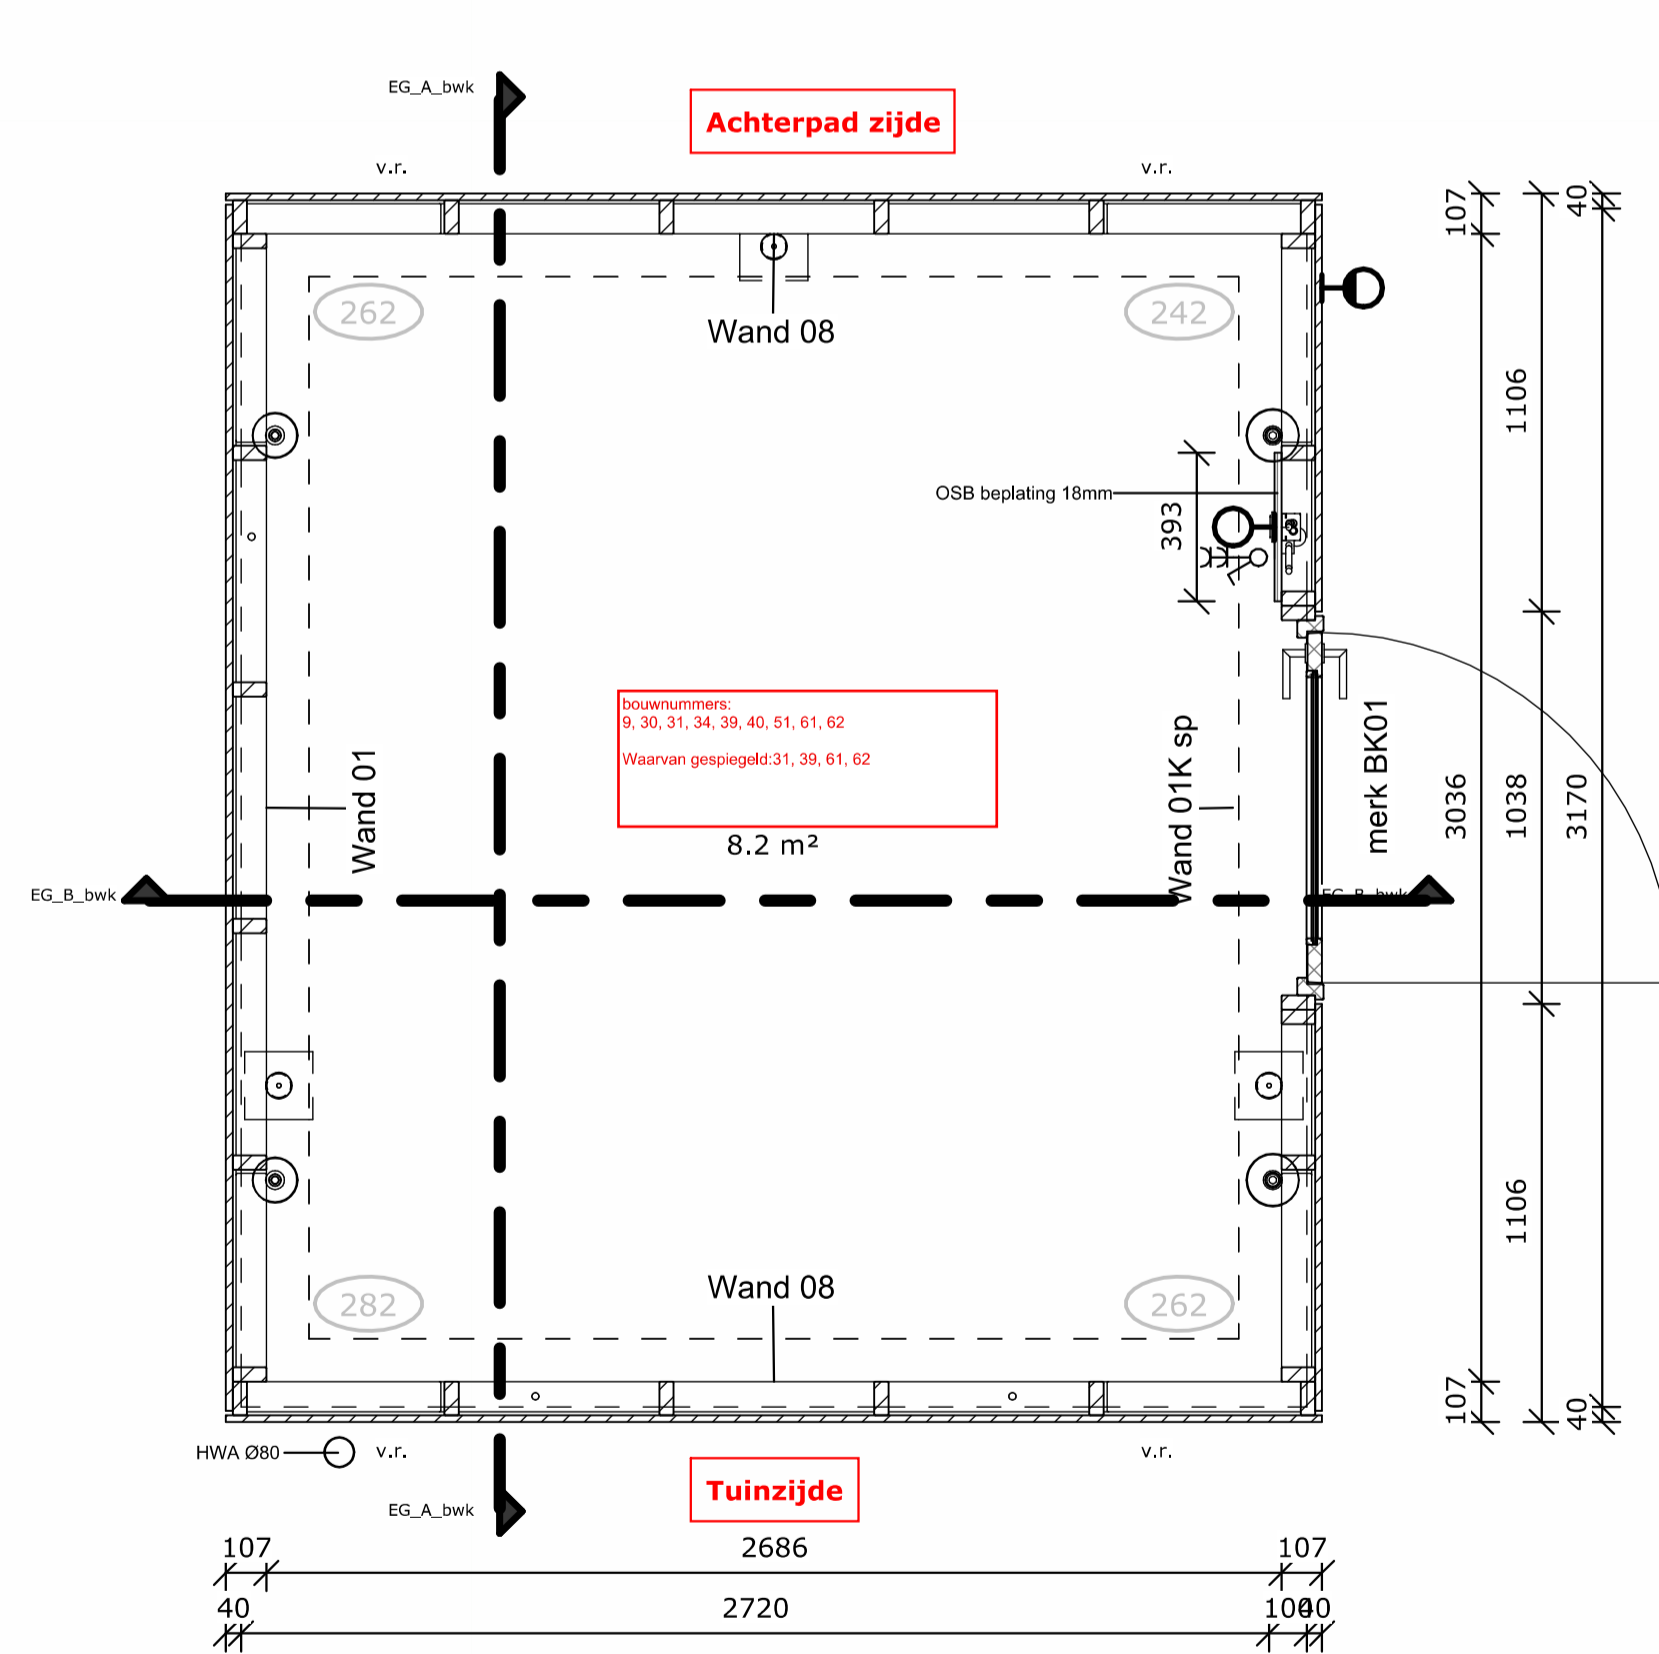 EG_A_bwk
Achterpad zijde
v.r.
v.r.
107
40
262
242
Wand 08
1106
OSB beplating 18mm
393
bouwnummers:
9, 30, 31, 34, 39, 40, 51, 61, 62
Waarvan gespiegeld:31, 39, 61, 62
8.2 m²
Wand 01
Wand 01K sp
merk BK01
3036
1038
3170
EG_B_bwk
EG_B_bwk
1106
282
Wand 08
262
107
40
HWA Ø80
v.r.
v.r.
EG_A_bwk
Tuinzijde
107
2686
107
40
2720
100
40